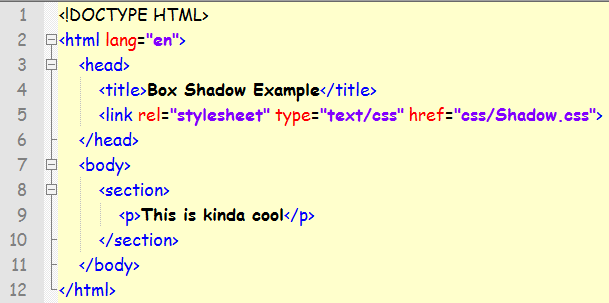 1 <!DOCTYPE HTML>
2 <html lang="en">
3 <head>
4 <title>Box Shadow Example</title>
5 <link rel="stylesheet" type="text/css" href="css/Shadow.css">
6 </head>
7 <body>
8 <section>
9 <p>This is kinda cool</p>
10 </section>
11 </body>
12 </html>